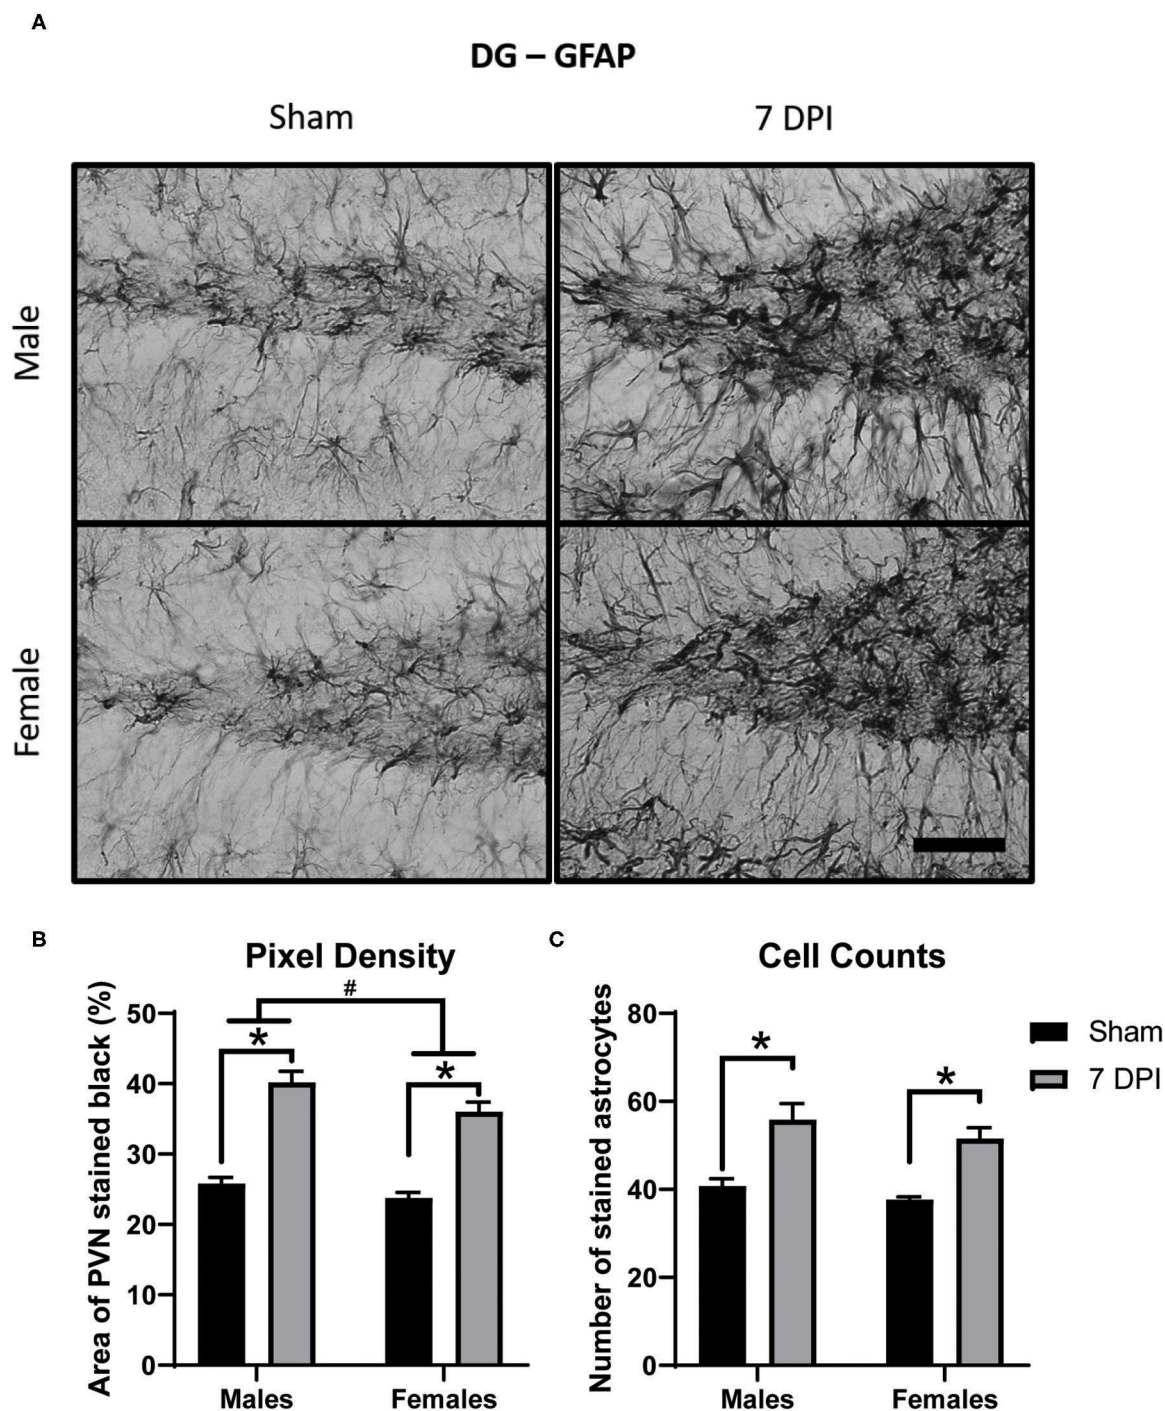 A
DG – GFAP
Sham
7 DPI
Male
Female
B
Pixel Density
#
*
*
Area of PVN stained black (%)
50
40
30
20
10
0
Males
Females
C
Cell Counts
*
*
Number of stained astrocytes
80
60
40
20
0
Males
Females
Sham
7 DPI